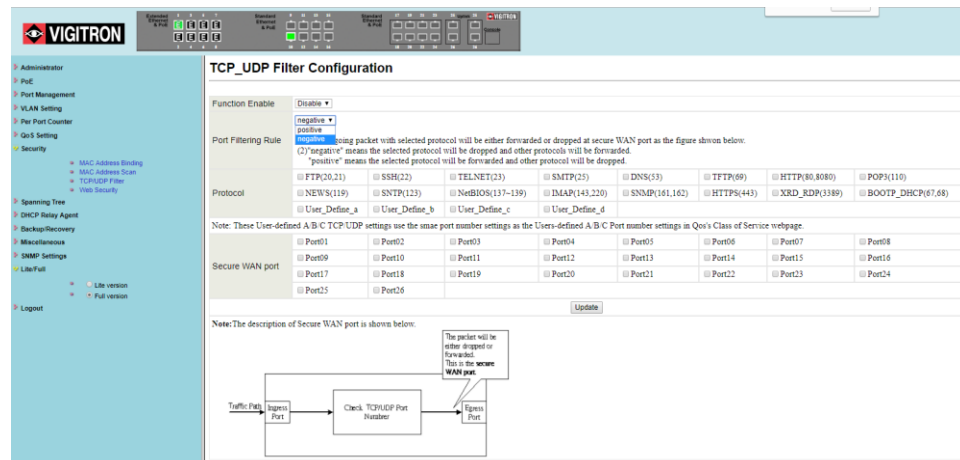 VIGITRON
Extended Ethernet & PoE
Standard Ethernet & PoE
Standard Ethernet & PoE
VIGITRON
Console
Administrator
PoE
Port Management
VLAN Setting
Per Port Counter
QoS Setting
Security
MAC Address Binding
MAC Address Scan
TCP/UDP Filter
Web Security
Spanning Tree
DHCP Relay Agent
Backup/Recovery
Miscellaneous
SNMP Settings
Lite/Full
Lite version
Full version
Logout
TCP_UDP Filter Configuration
Function Enable Disable
Port Filtering Rule negative
positive
negative
going packet with selected protocol will be either forwarded or dropped at secure WAN port as the figure shwon below.
(2)"negative" means the selected protocol will be dropped and other protocols will be forwarded.
"positive" means the selected protocol will be forwarded and other protocol will be dropped.
Protocol
FTP(20,21) SSH(22) TELNET(23) SMTP(25) DNS(53) TFTP(69) HTTP(80,8080) POP3(110)
NEWS(119) SNTP(123) NetBIOS(137~139) IMAP(143,220) SNMP(161,162) HTTPS(443) XRD_RDP(3389) BOOTP_DHCP(67,68)
User_Define_a User_Define_b User_Define_c User_Define_d
Note: These User-defined A/B/C TCP/UDP settings use the smae port number settings as the Users-defined A/B/C Port number settings in Qos's Class of Service webpage.
Secure WAN port
Port01 Port02 Port03 Port04 Port05 Port06 Port07 Port08
Port09 Port10 Port11 Port12 Port13 Port14 Port15 Port16
Port17 Port18 Port19 Port20 Port21 Port22 Port23 Port24
Port25 Port26
Update
Note:The description of Secure WAN port is shown below.
The packet will be
either dropped or
forwarded.
This is the secure
WAN port.
Traffic Path
Ingress
Port
Check TCP/UDP Port
Number
Egress
Port